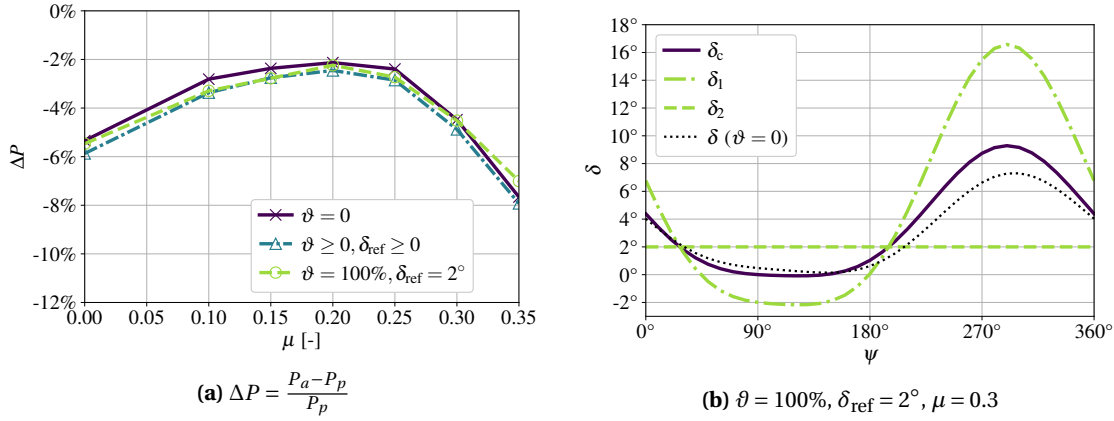 0%
-2%
-4%
-6%
-8%
-10%
-12%
ΔP
0.00 0.05 0.10 0.15 0.20 0.25 0.30 0.35
μ [-]
ϑ = 0
ϑ ≥ 0, δref ≥ 0
ϑ = 100%, δref = 2°
(a) ΔP = (Pa−Pp)/Pp
18°
16°
14°
12°
10°
8°
6°
4°
2°
0°
-2°
δ
0° 90° 180° 270° 360°
ψ
δc
δ1
δ2
δ (ϑ = 0)
(b) ϑ = 100%, δref = 2°, μ = 0.3